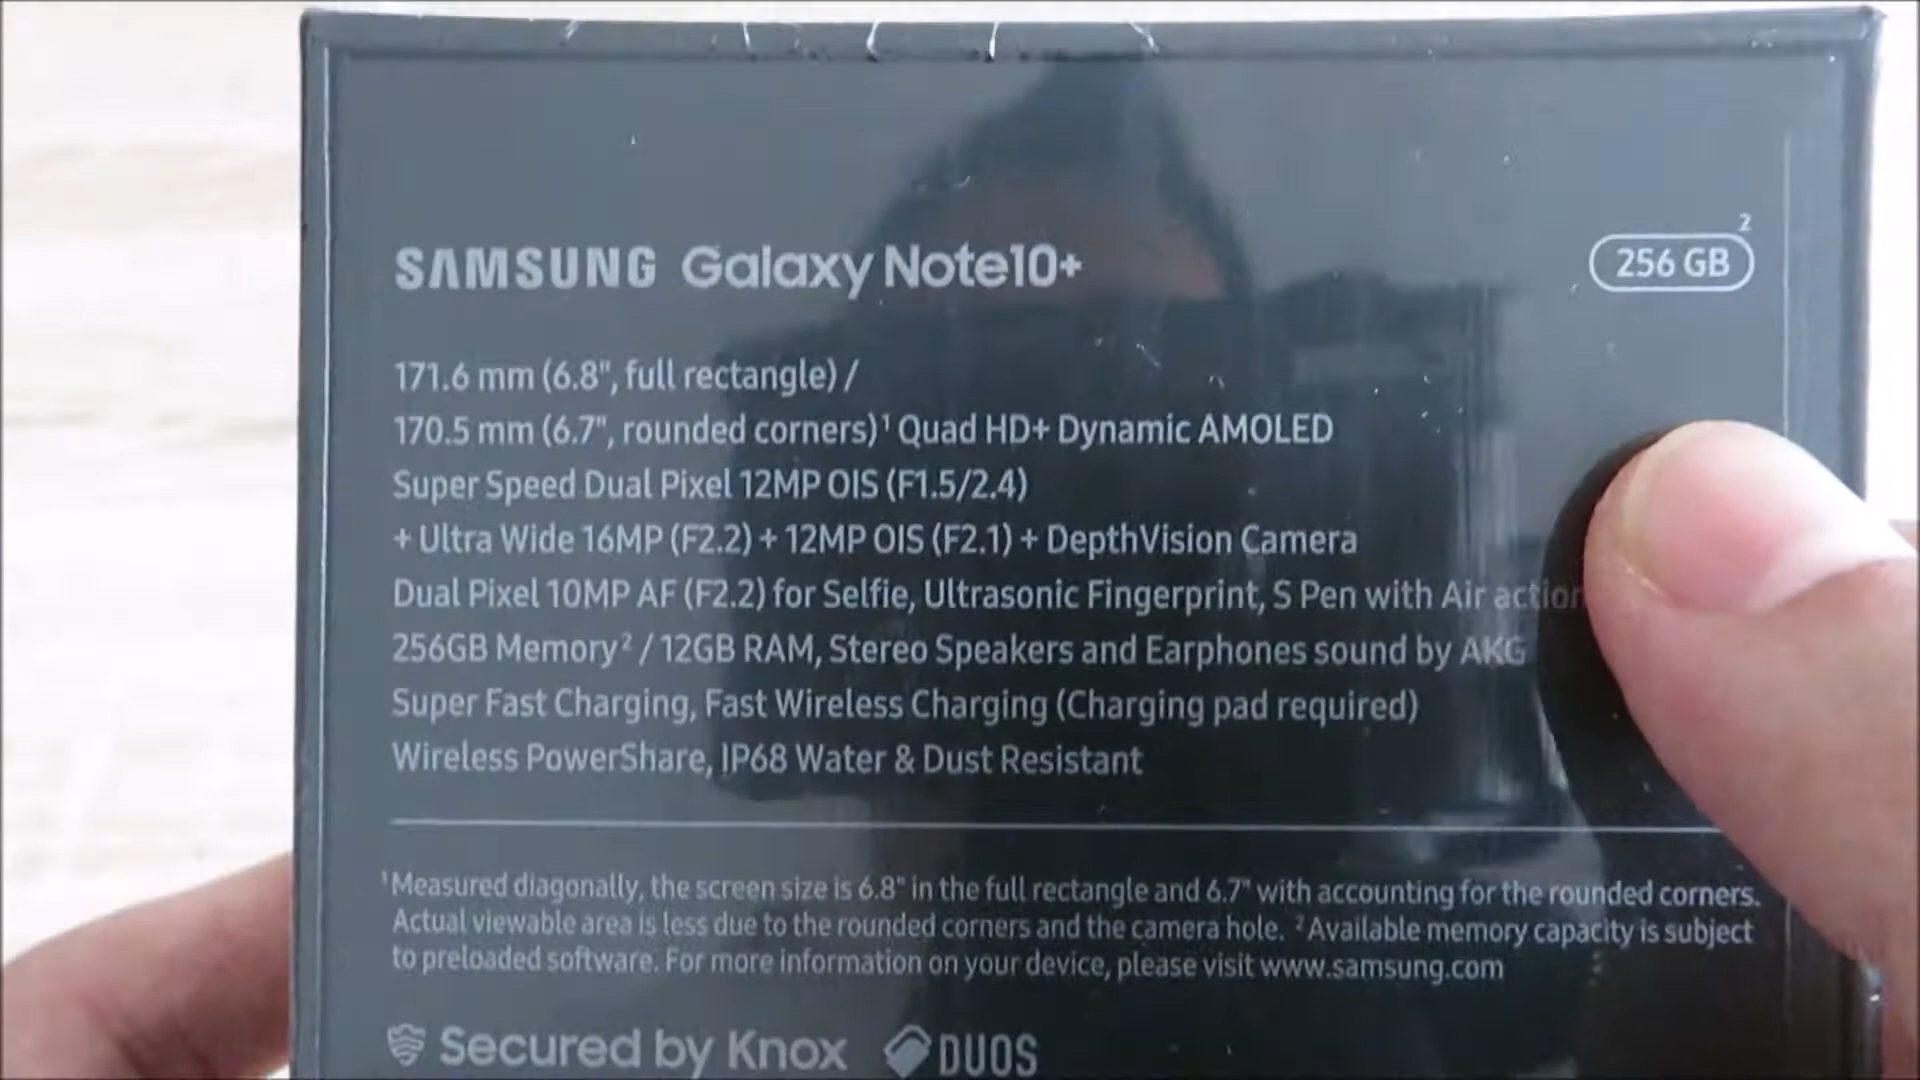 SAMSUNG Galaxy Note10+
256 GB²
171.6 mm (6.8", full rectangle) /
170.5 mm (6.7", rounded corners)¹ Quad HD+ Dynamic AMOLED
Super Speed Dual Pixel 12MP OIS (F1.5/2.4)
+ Ultra Wide 16MP (F2.2) + 12MP OIS (F2.1) + DepthVision Camera
Dual Pixel 10MP AF (F2.2) for Selfie, Ultrasonic Fingerprint, S Pen with Air action
256GB Memory² / 12GB RAM, Stereo Speakers and Earphones sound by AKG
Super Fast Charging, Fast Wireless Charging (Charging pad required)
Wireless PowerShare, IP68 Water & Dust Resistant
¹Measured diagonally, the screen size is 6.8" in the full rectangle and 6.7" with accounting for the rounded corners.
Actual viewable area is less due to the rounded corners and the camera hole. ²Available memory capacity is subject
to preloaded software. For more information on your device, please visit www.samsung.com
Secured by Knox DUOS